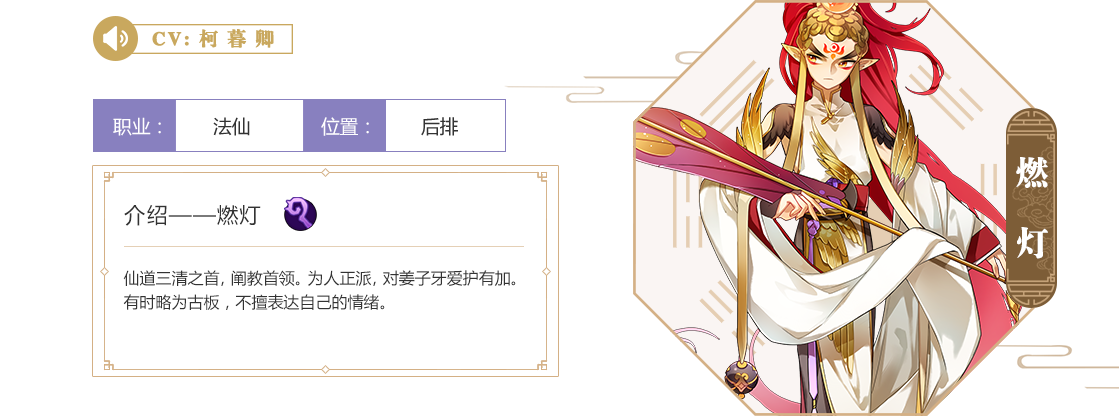 CV: 柯暮卿
职业： 法仙 位置： 后排
介绍——燃灯
仙道三清之首, 阐教首领。为人正派, 对姜子牙爱护有加。
有时略为古板，不擅表达自己的情绪。
燃灯